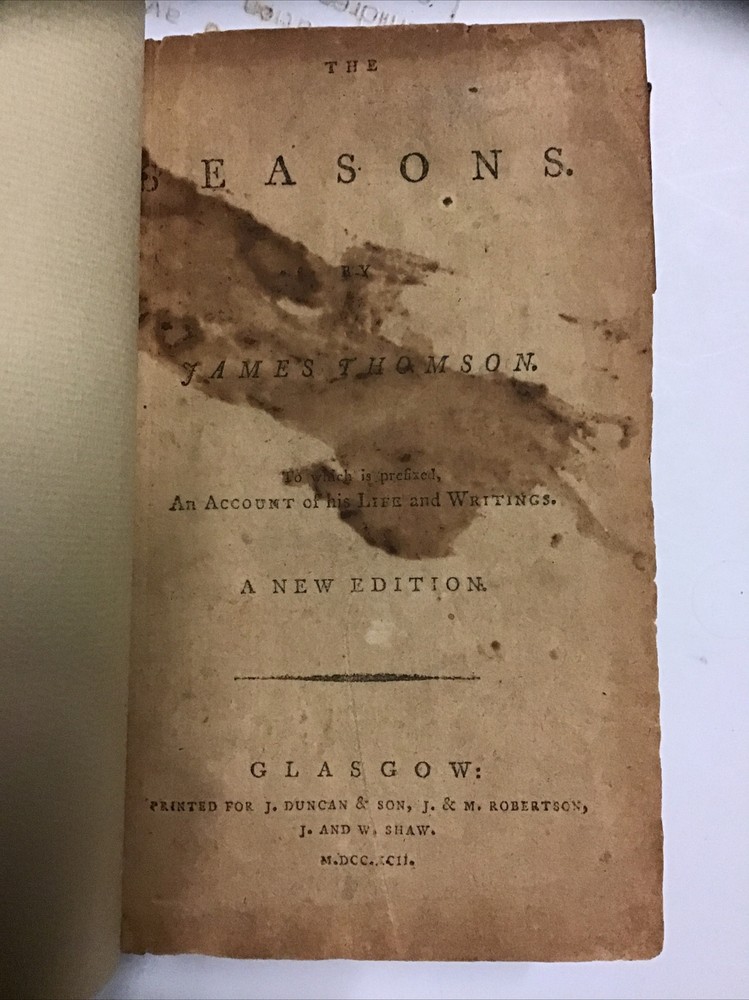 THE
SEASONS.
BY
JAMES THOMSON.
To which is prefixed,
An ACCOUNT of his LIFE and WRITINGS.
A NEW EDITION.
GLASGOW:
PRINTED FOR J. DUNCAN & SON, J. & M. ROBERTSON,
J. AND W. SHAW.
M.DCC.XCII.